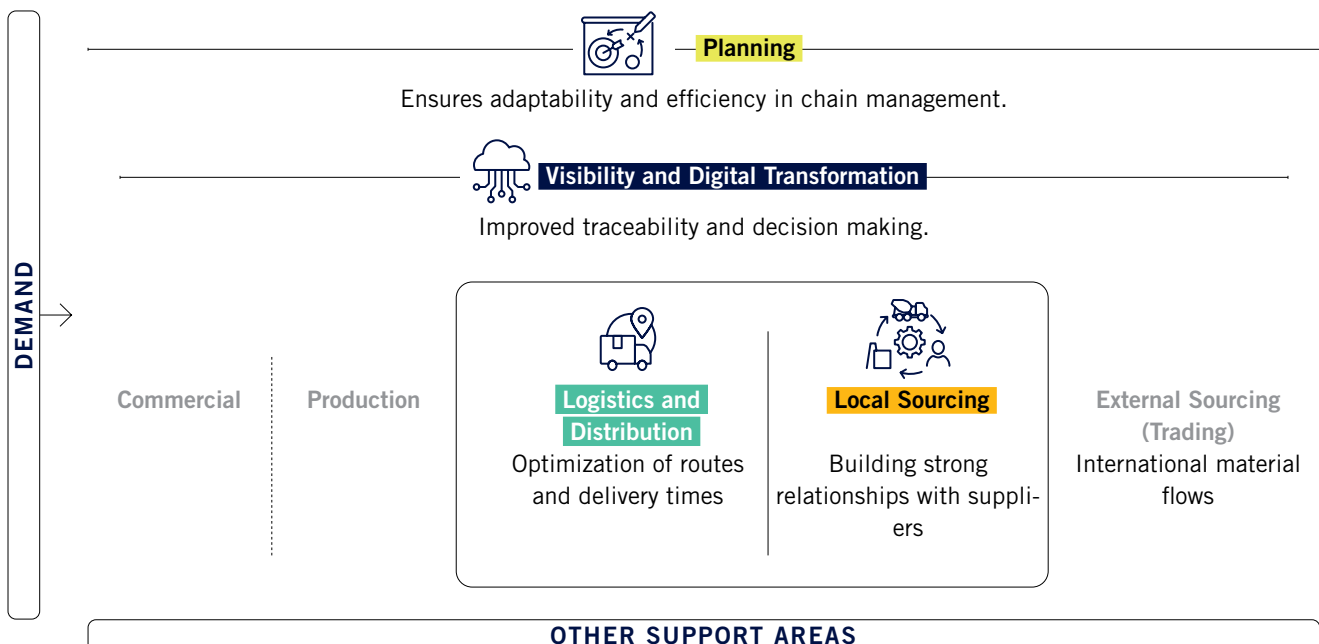 Planning
Ensures adaptability and efficiency in chain management.
Visibility and Digital Transformation
Improved traceability and decision making.
DEMAND
Commercial
Production
Logistics and
Distribution
Optimization of routes
and delivery times
Local Sourcing
Building strong
relationships with suppli-
ers
External Sourcing
(Trading)
International material
flows
OTHER SUPPORT AREAS